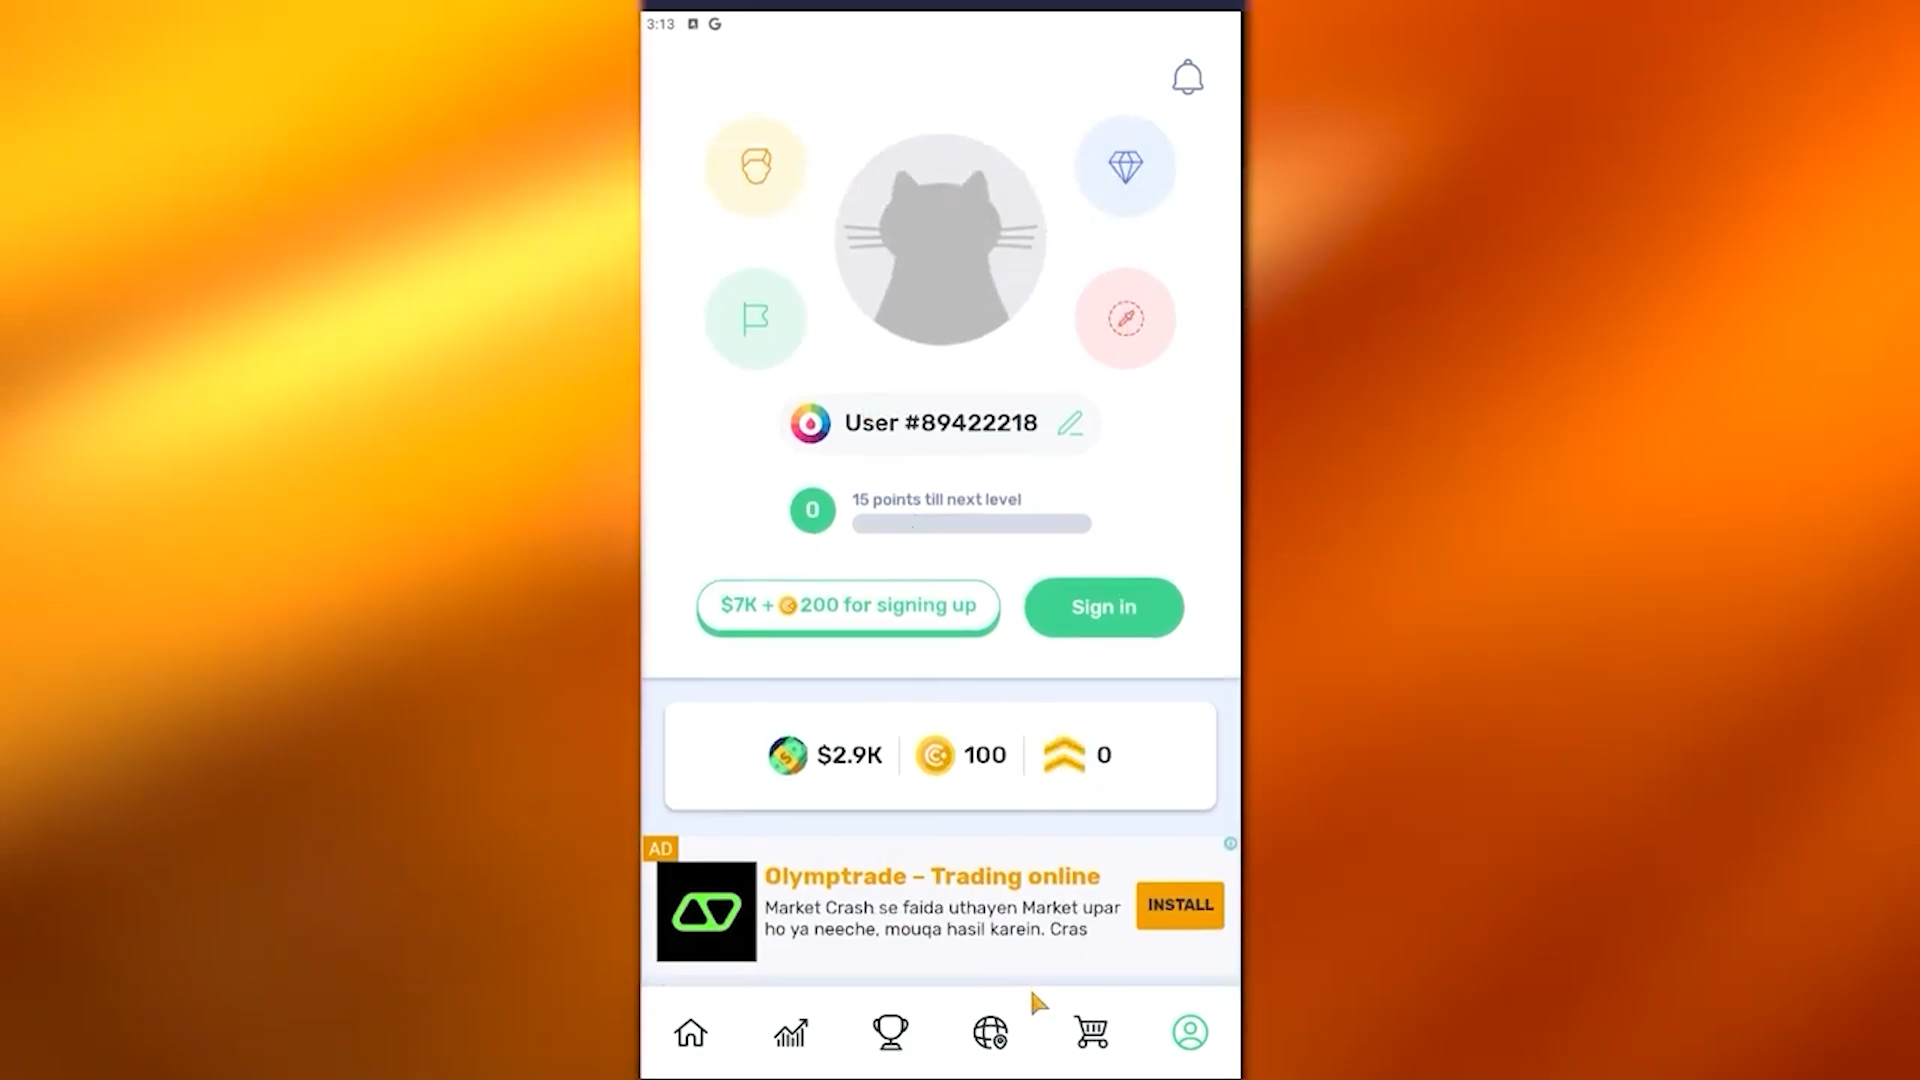 3:13
User #89422218
0
15 points till next level
$7K + 200 for signing up
Sign in
$2.9K
100
0
AD
Olymptrade – Trading online
Market Crash se faida uthayen Market upar
ho ya neeche, mouqa hasil karein. Cras
INSTALL